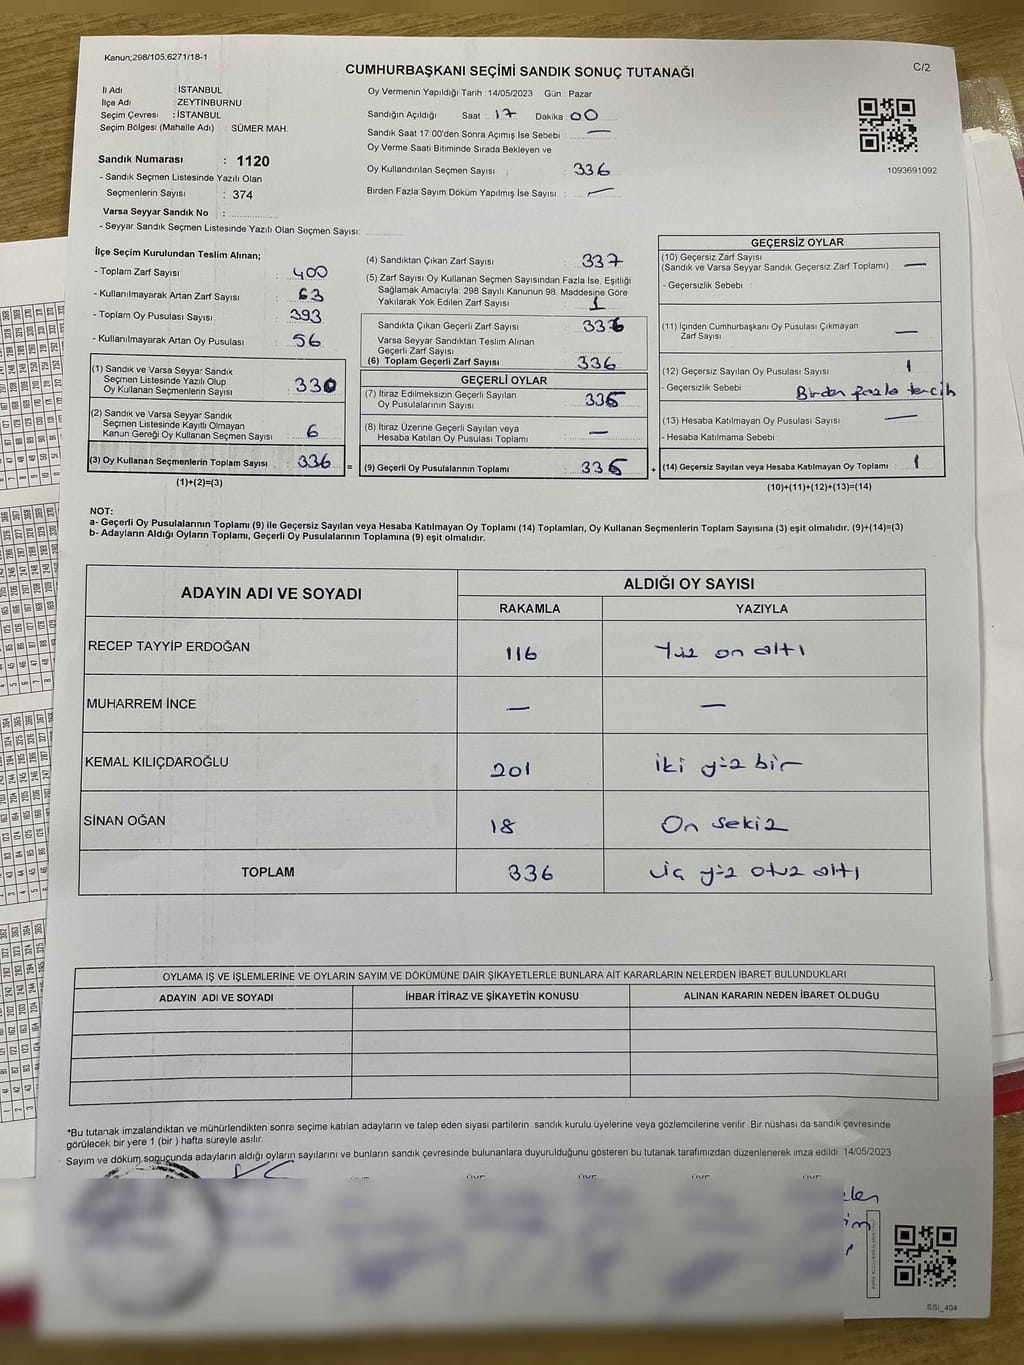 Kanun;298/105;6271/18-1
C/2
CUMHURBAŞKANI SEÇİMİ SANDIK SONUÇ TUTANAĞI
İl Adı : İSTANBUL
İlçe Adı : ZEYTİNBURNU
Seçim Çevresi : İSTANBUL
Seçim Bölgesi (Mahalle Adı) : SÜMER MAH.
Sandık Numarası : 1120
- Sandık Seçmen Listesinde Yazılı Olan
Seçmenlerin Sayısı : 374
Varsa Seyyar Sandık No :
- Seyyar Sandık Seçmen Listesinde Yazılı Olan Seçmen Sayısı:
Oy Vermenin Yapıldığı Tarih : 14/05/2023 Gün : Pazar
Sandığın Açıldığı Saat : 17 Dakika : 00
Sandık Saat 17:00'den Sonra Açımış İse Sebebi : —
Oy Verme Saati Bitiminde Sırada Bekleyen ve
Oy Kullandırılan Seçmen Sayısı : 336
Birden Fazla Sayım Döküm Yapılmış İse Sayısı : —
1093691092
İlçe Seçim Kurulundan Teslim Alınan;
- Toplam Zarf Sayısı : 400
- Kullanılmayarak Artan Zarf Sayısı : 63
- Toplam Oy Pusulası Sayısı : 393
- Kullanılmayarak Artan Oy Pusulası : 56
(1) Sandık ve Varsa Seyyar Sandık
Seçmen Listesinde Yazılı Olup
Oy Kullanan Seçmenlerin Sayısı : 330
(2) Sandık ve Varsa Seyyar Sandık
Seçmen Listesinde Kayıtlı Olmayan
Kanun Gereği Oy Kullanan Seçmen Sayısı : 6
(3) Oy Kullanan Seçmenlerin Toplam Sayısı : 336 =
(1)+(2)=(3)
(4) Sandıktan Çıkan Zarf Sayısı : 337
(5) Zarf Sayısı Oy Kullanan Seçmen Sayısından Fazla İse, Eşitliği
Sağlamak Amacıyla; 298 Sayılı Kanunun 98. Maddesine Göre
Yakılarak Yok Edilen Zarf Sayısı : 1
Sandıkta Çıkan Geçerli Zarf Sayısı : 336
Varsa Seyyar Sandıktan Teslim Alınan
Geçerli Zarf Sayısı :
(6) Toplam Geçerli Zarf Sayısı : 336
GEÇERLİ OYLAR
(7) İtiraz Edilmeksizin Geçerli Sayılan
Oy Pusulalarının Sayısı : 335
(8) İtiraz Üzerine Geçerli Sayılan veya
Hesaba Katılan Oy Pusulası Toplamı : —
(9) Geçerli Oy Pusulalarının Toplamı : 335 +
GEÇERSİZ OYLAR
(10) Geçersiz Zarf Sayısı
(Sandık ve Varsa Seyyar Sandık Geçersiz Zarf Toplamı) : —
- Geçersizlik Sebebi :
(11) İçinden Cumhurbaşkanı Oy Pusulası Çıkmayan
Zarf Sayısı : —
(12) Geçersiz Sayılan Oy Pusulası Sayısı : 1
- Geçersizlik Sebebi : Birden fazla tercih
(13) Hesaba Katılmayan Oy Pusulası Sayısı : —
- Hesaba Katılmama Sebebi :
(14) Geçersiz Sayılan veya Hesaba Katılmayan Oy Toplamı : 1
(10)+(11)+(12)+(13)=(14)
NOT:
a- Geçerli Oy Pusulalarının Toplamı (9) ile Geçersiz Sayılan veya Hesaba Katılmayan Oy Toplamı (14) Toplamları, Oy Kullanan Seçmenlerin Toplam Sayısına (3) eşit olmalıdır. (9)+(14)=(3)
b- Adayların Aldığı Oyların Toplamı, Geçerli Oy Pusulalarının Toplamına (9) eşit olmalıdır.
ADAYIN ADI VE SOYADI ALDIĞI OY SAYISI
RAKAMLA YAZIYLA
RECEP TAYYİP ERDOĞAN 116 Yüz on altı
MUHARREM İNCE — —
KEMAL KILIÇDAROĞLU 201 iki yüz bir
SİNAN OĞAN 18 On sekiz
TOPLAM 336 üç yüz otuz altı
OYLAMA İŞ VE İŞLEMLERİNE VE OYLARIN SAYIM VE DÖKÜMÜNE DAİR ŞİKAYETLERLE BUNLARA AİT KARARLARIN NELERDEN İBARET BULUNDUKLARI
ADAYIN ADI VE SOYADI İHBAR İTİRAZ VE ŞİKAYETİN KONUSU ALINAN KARARIN NEDEN İBARET OLDUĞU
*Bu tutanak imzalandıktan ve mühürlendikten sonra seçime katılan adayların ve talep eden siyasi partilerin sandık kurulu üyelerine veya gözlemcilerine verilir. Bir nüshası da sandık çevresinde
görülecek bir yere 1 (bir ) hafta süreyle asılır.
Sayım ve döküm sonucunda adayların aldığı oyların sayılarını ve bunların sandık çevresinde bulunanlara duyurulduğunu gösteren bu tutanak tarafımızdan düzenlenerek imza edildi. 14/05/2023
SSI_404